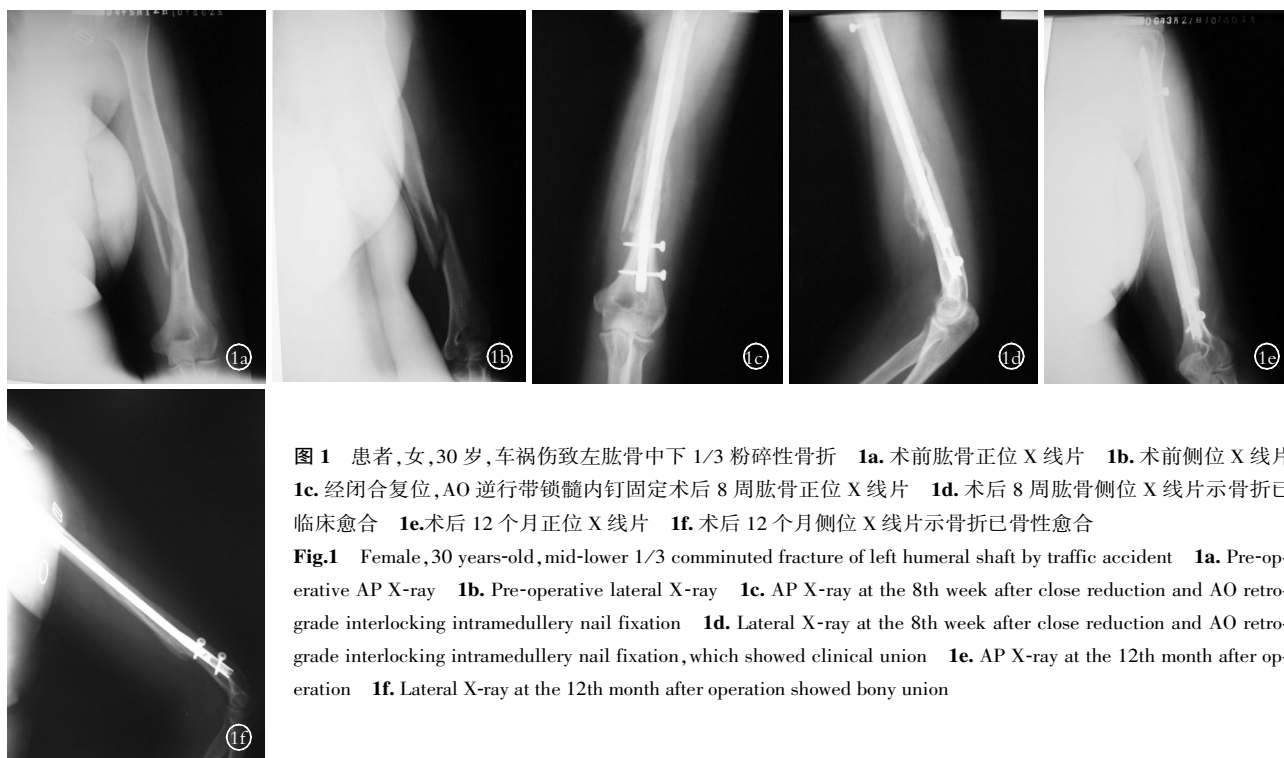 1a
1b
1c
1d
1e
1f
图 1 患者,女,30 岁,车祸伤致左肱骨中下 1/3 粉碎性骨折 1a. 术前肱骨正位 X 线片 1b. 术前侧位 X 线片
1c. 经闭合复位,AO 逆行带锁髓内钉固定术后 8 周肱骨正位 X 线片 1d. 术后 8 周肱骨侧位 X 线片示骨折已
临床愈合 1e.术后 12 个月正位 X 线片 1f. 术后 12 个月侧位 X 线片示骨折已骨性愈合
Fig.1 Female,30 years-old,mid-lower 1/3 comminuted fracture of left humeral shaft by traffic accident 1a. Pre-op-
erative AP X-ray 1b. Pre-operative lateral X-ray 1c. AP X-ray at the 8th week after close reduction and AO retro-
grade interlocking intramedullery nail fixation 1d. Lateral X-ray at the 8th week after close reduction and AO retro-
grade interlocking intramedullery nail fixation,which showed clinical union 1e. AP X-ray at the 12th month after op-
eration 1f. Lateral X-ray at the 12th month after operation showed bony union